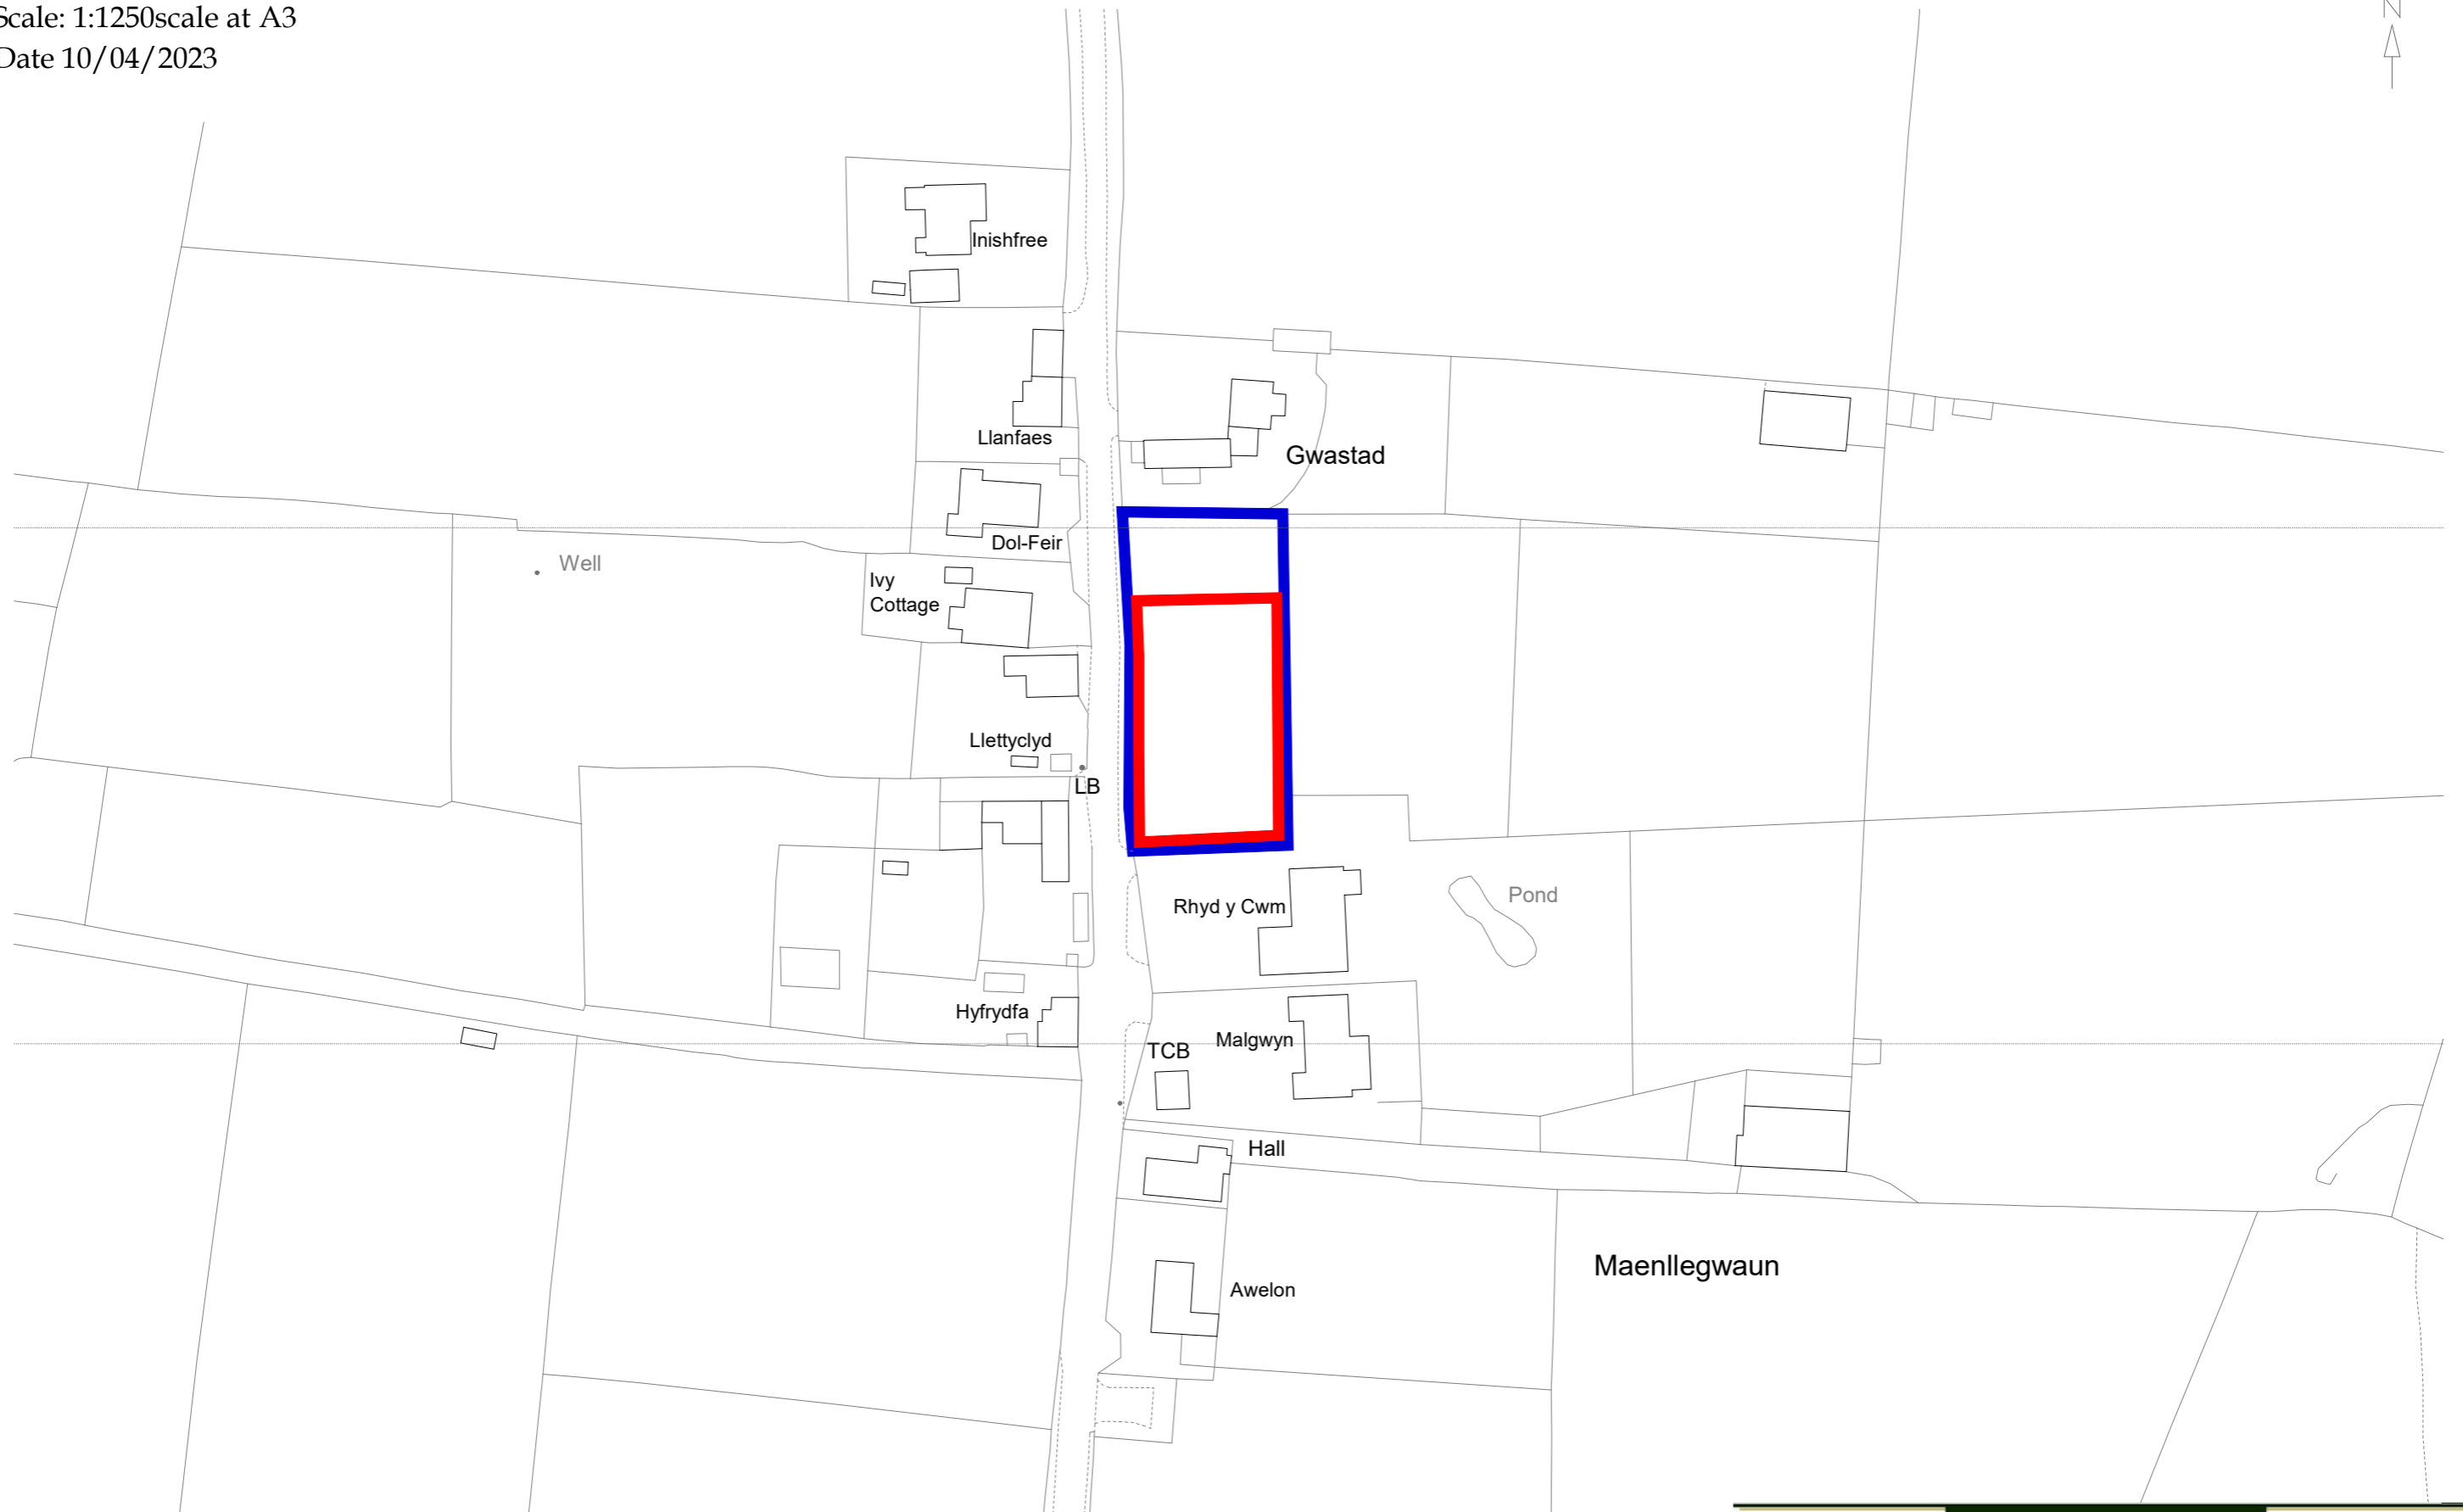 Scale: 1:1250scale at A3
Date 10/04/2023
N
Inishfree
Llanfaes
Gwastad
Dol-Feir
Well
Ivy
Cottage
Llettyclyd
LB
Rhyd y Cwm
Pond
Hyfrydfa
Malgwyn
TCB
Hall
Maenllegwaun
Awelon